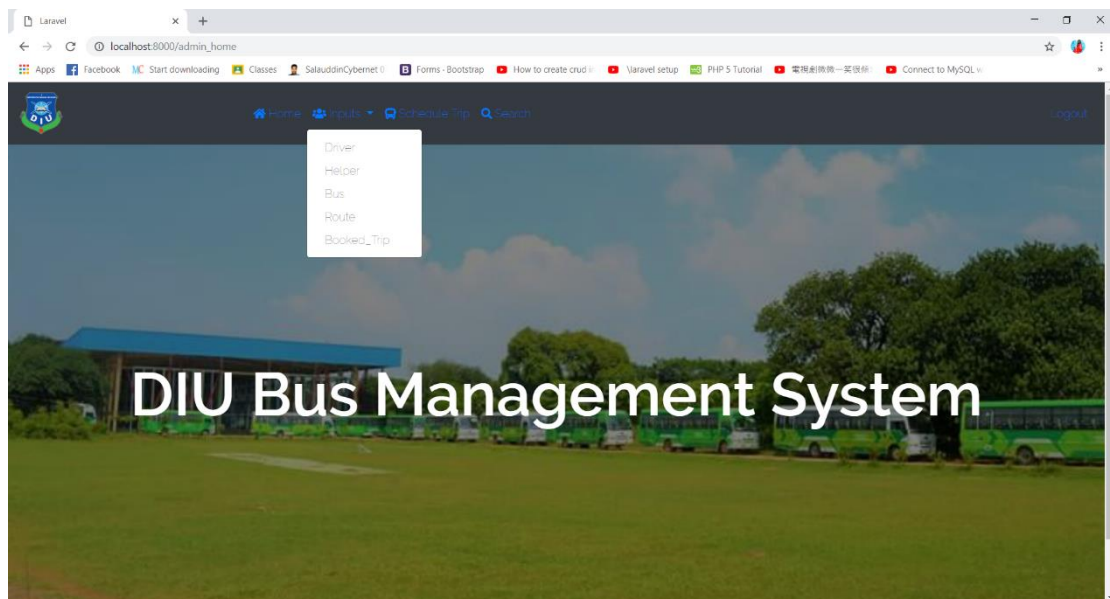 Laravel
localhost:8000/admin_home
Apps Facebook MC Start downloading Classes SalauddinCybernet B Forms - Bootstrap How to create crud \laravel setup PHP 5 Tutorial Connect to MySQL
DIU
Home Inputs Schedule Trip Search Logout
Driver
Helper
Bus
Route
Booked_Trip
DIU Bus Management System